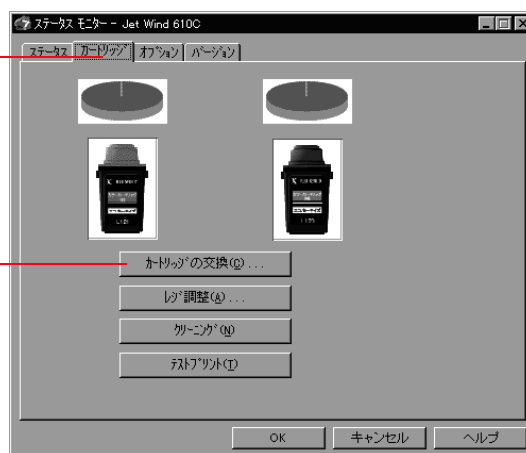 ステータス モニター - Jet Wind 610C
ステータス カートリッジ オプション バージョン
カートリッジの交換(C) ...
レジ調整(A) ...
クリーニング(N)
テストプリント(T)
OK キャンセル ヘルプ